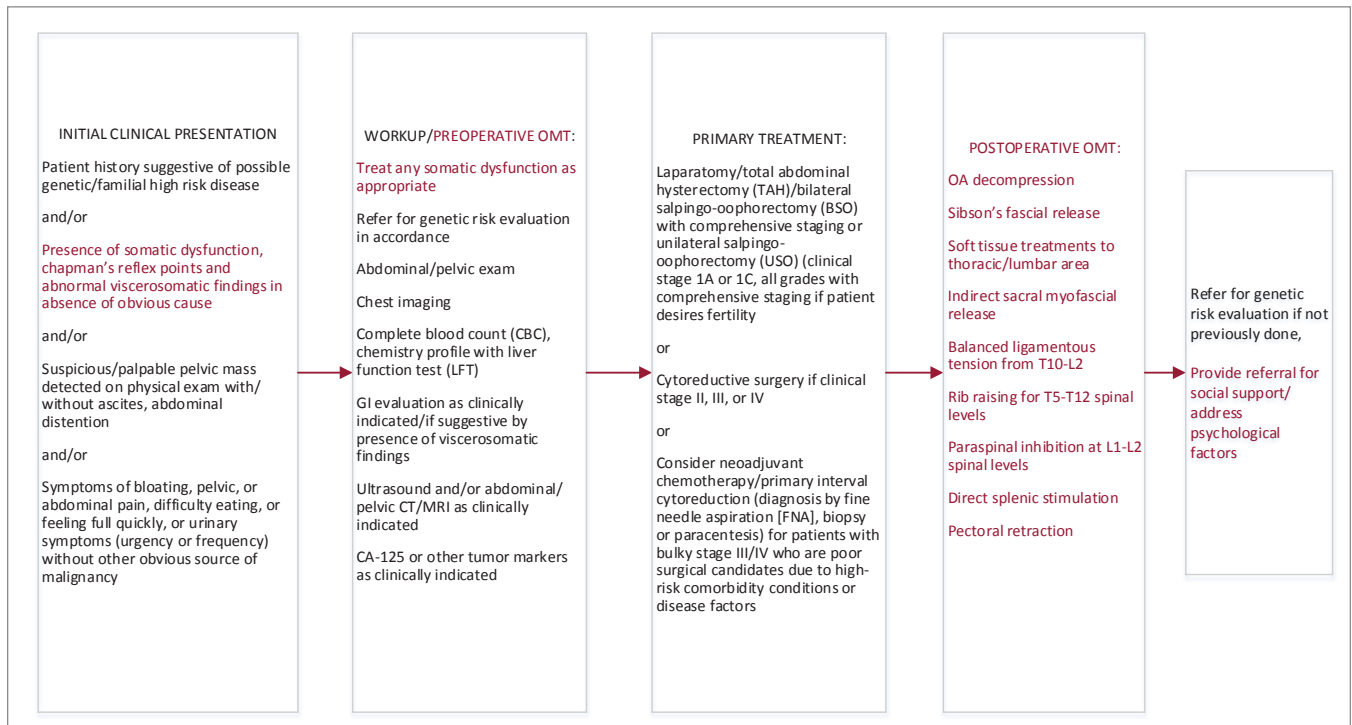 INITIAL CLINICAL PRESENTATION
Patient history suggestive of possible
genetic/familial high risk disease
and/or
Presence of somatic dysfunction,
chapman's reflex points and
abnormal viscerosomatic findings in
absence of obvious cause
and/or
Suspicious/palpable pelvic mass
detected on physical exam with/
without ascites, abdominal
distention
and/or
Symptoms of bloating, pelvic, or
abdominal pain, difficulty eating, or
feeling full quickly, or urinary
symptoms (urgency or frequency)
without other obvious source of
malignancy
WORKUP/PREOPERATIVE OMT:
Treat any somatic dysfunction as
appropriate
Refer for genetic risk evaluation
in accordance
Abdominal/pelvic exam
Chest imaging
Complete blood count (CBC),
chemistry profile with liver
function test (LFT)
GI evaluation as clinically
indicated/if suggestive by
presence of viscerosomatic
findings
Ultrasound and/or abdominal/
pelvic CT/MRI as clinically
indicated
CA-125 or other tumor markers
as clinically indicated
PRIMARY TREATMENT:
Laparatomy/total abdominal
hysterectomy (TAH)/bilateral
salpingo-oophorectomy (BSO)
with comprehensive staging or
unilateral salpingo-
oophorectomy (USO) (clinical
stage 1A or 1C, all grades with
comprehensive staging if patient
desires fertility
or
Cytoreductive surgery if clinical
stage II, III, or IV
or
Consider neoadjuvant
chemotherapy/primary interval
cytoreduction (diagnosis by fine
needle aspiration [FNA], biopsy
or paracentesis) for patients with
bulky stage III/IV who are poor
surgical candidates due to high-
risk comorbidity conditions or
disease factors
POSTOPERATIVE OMT:
OA decompression
Sibson's fascial release
Soft tissue treatments to
thoracic/lumbar area
Indirect sacral myofascial
release
Balanced ligamentous
tension from T10-L2
Rib raising for T5-T12 spinal
levels
Paraspinal inhibition at L1-L2
spinal levels
Direct splenic stimulation
Pectoral retraction
Refer for genetic
risk evaluation if not
previously done,
Provide referral for
social support/
address
psychological
factors